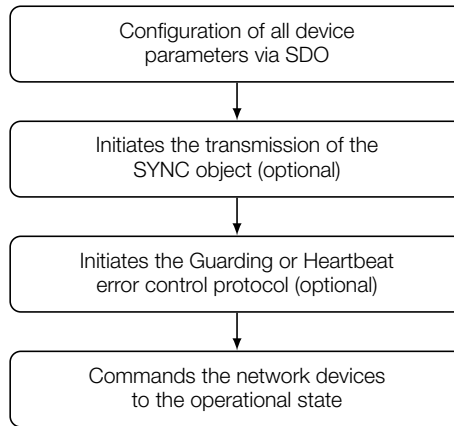 Configuration of all device
parameters via SDO
Initiates the transmission of the
SYNC object (optional)
Initiates the Guarding or Heartbeat
error control protocol (optional)
Commands the network devices
to the operational state